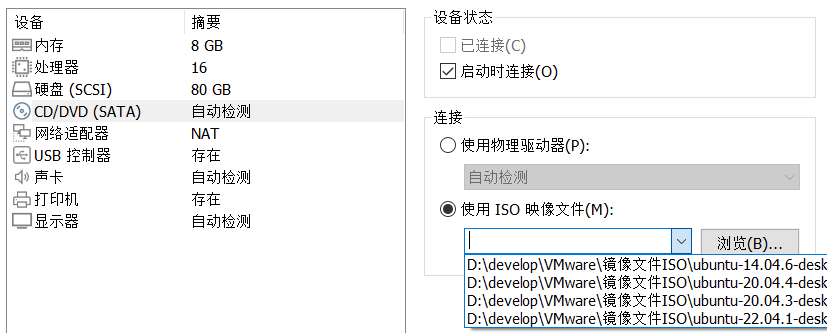 设备 摘要
内存 8 GB
处理器 16
硬盘 (SCSI) 80 GB
CD/DVD (SATA) 自动检测
网络适配器 NAT
USB 控制器 存在
声卡 自动检测
打印机 存在
显示器 自动检测
设备状态
已连接(C)
启动时连接(O)
连接
使用物理驱动器(P):
自动检测
使用 ISO 映像文件(M):
浏览(B)...
D:\develop\VMware\镜像文件ISO\ubuntu-14.04.6-desk
D:\develop\VMware\镜像文件ISO\ubuntu-20.04.4-desk
D:\develop\VMware\镜像文件ISO\ubuntu-20.04.3-desk
D:\develop\VMware\镜像文件ISO\ubuntu-22.04.1-desk